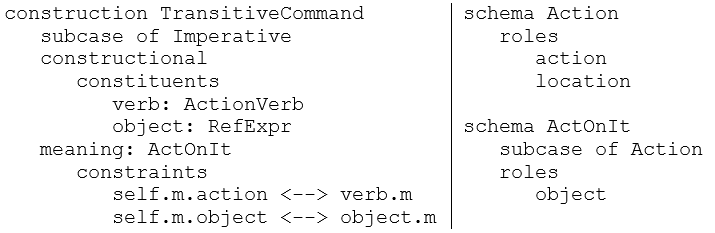 construction TransitiveCommand
subcase of Imperative
constructional
constituents
verb: ActionVerb
object: RefExpr
meaning: ActOnIt
constraints
self.m.action <--> verb.m
self.m.object <--> object.m
schema Action
roles
action
location
schema ActOnIt
subcase of Action
roles
object